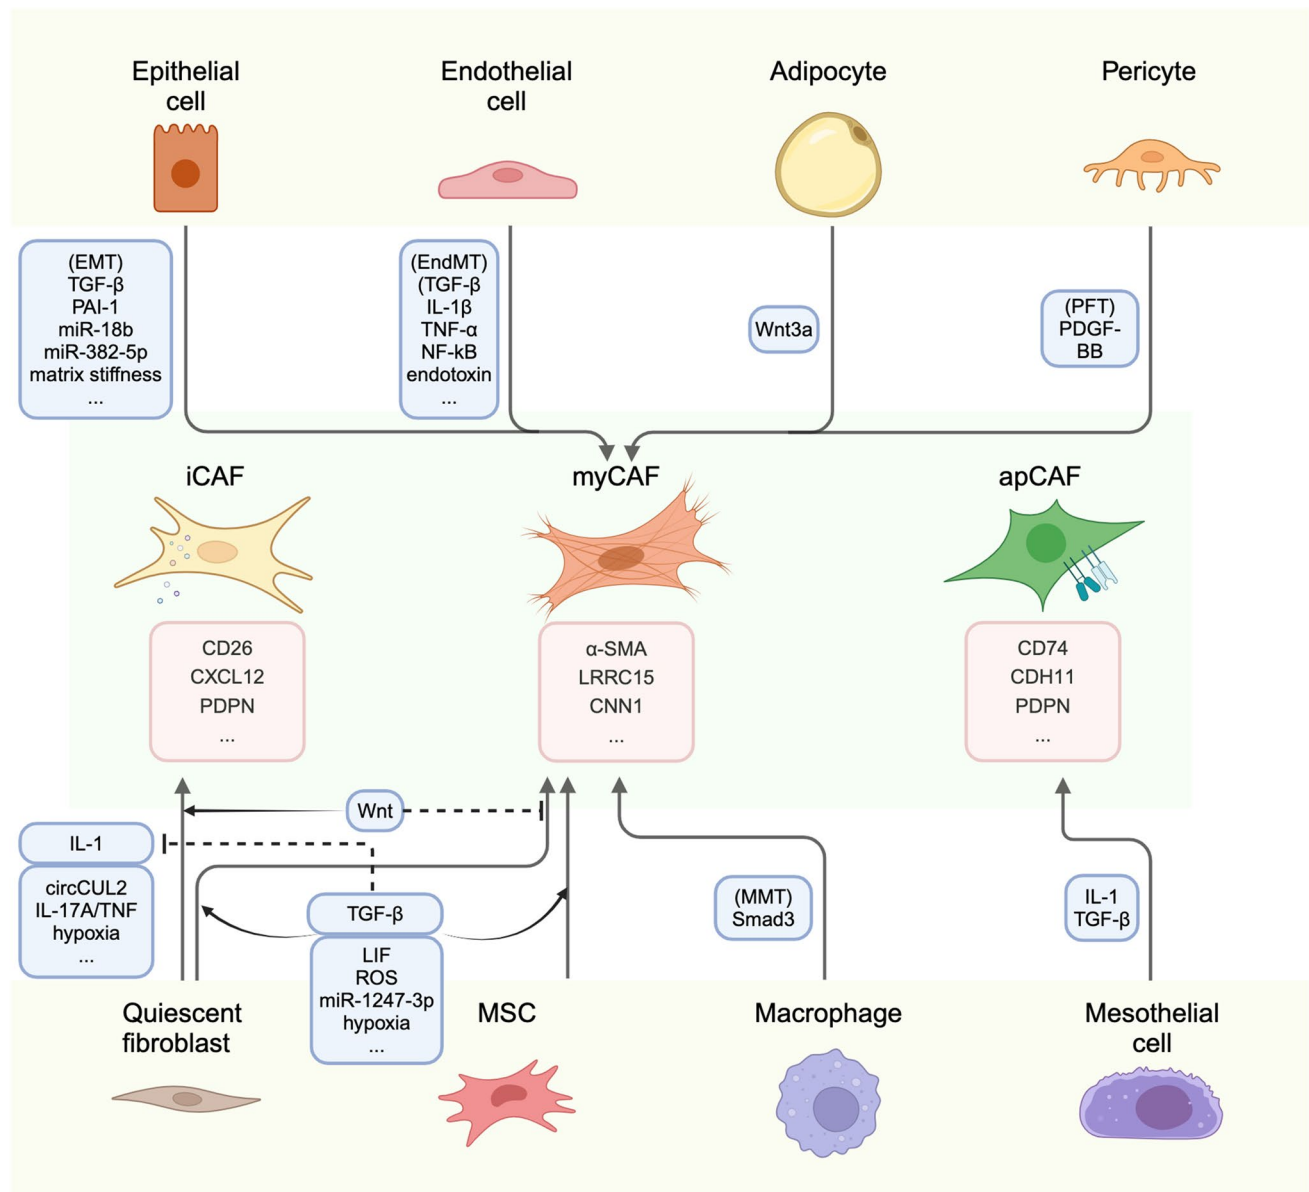 Epithelial
cell
Endothelial
cell
Adipocyte
Pericyte
(EMT)
TGF-β
PAI-1
miR-18b
miR-382-5p
matrix stiffness
...
(EndMT)
(TGF-β
IL-1β
TNF-α
NF-kB
endotoxin
...
Wnt3a
(PFT)
PDGF-
BB
iCAF
myCAF
apCAF
CD26
CXCL12
PDPN
...
α-SMA
LRRC15
CNN1
...
CD74
CDH11
PDPN
...
Wnt
IL-1
circCUL2
IL-17A/TNF
hypoxia
...
TGF-β
LIF
ROS
miR-1247-3p
hypoxia
...
(MMT)
Smad3
IL-1
TGF-β
Quiescent
fibroblast
MSC
Macrophage
Mesothelial
cell